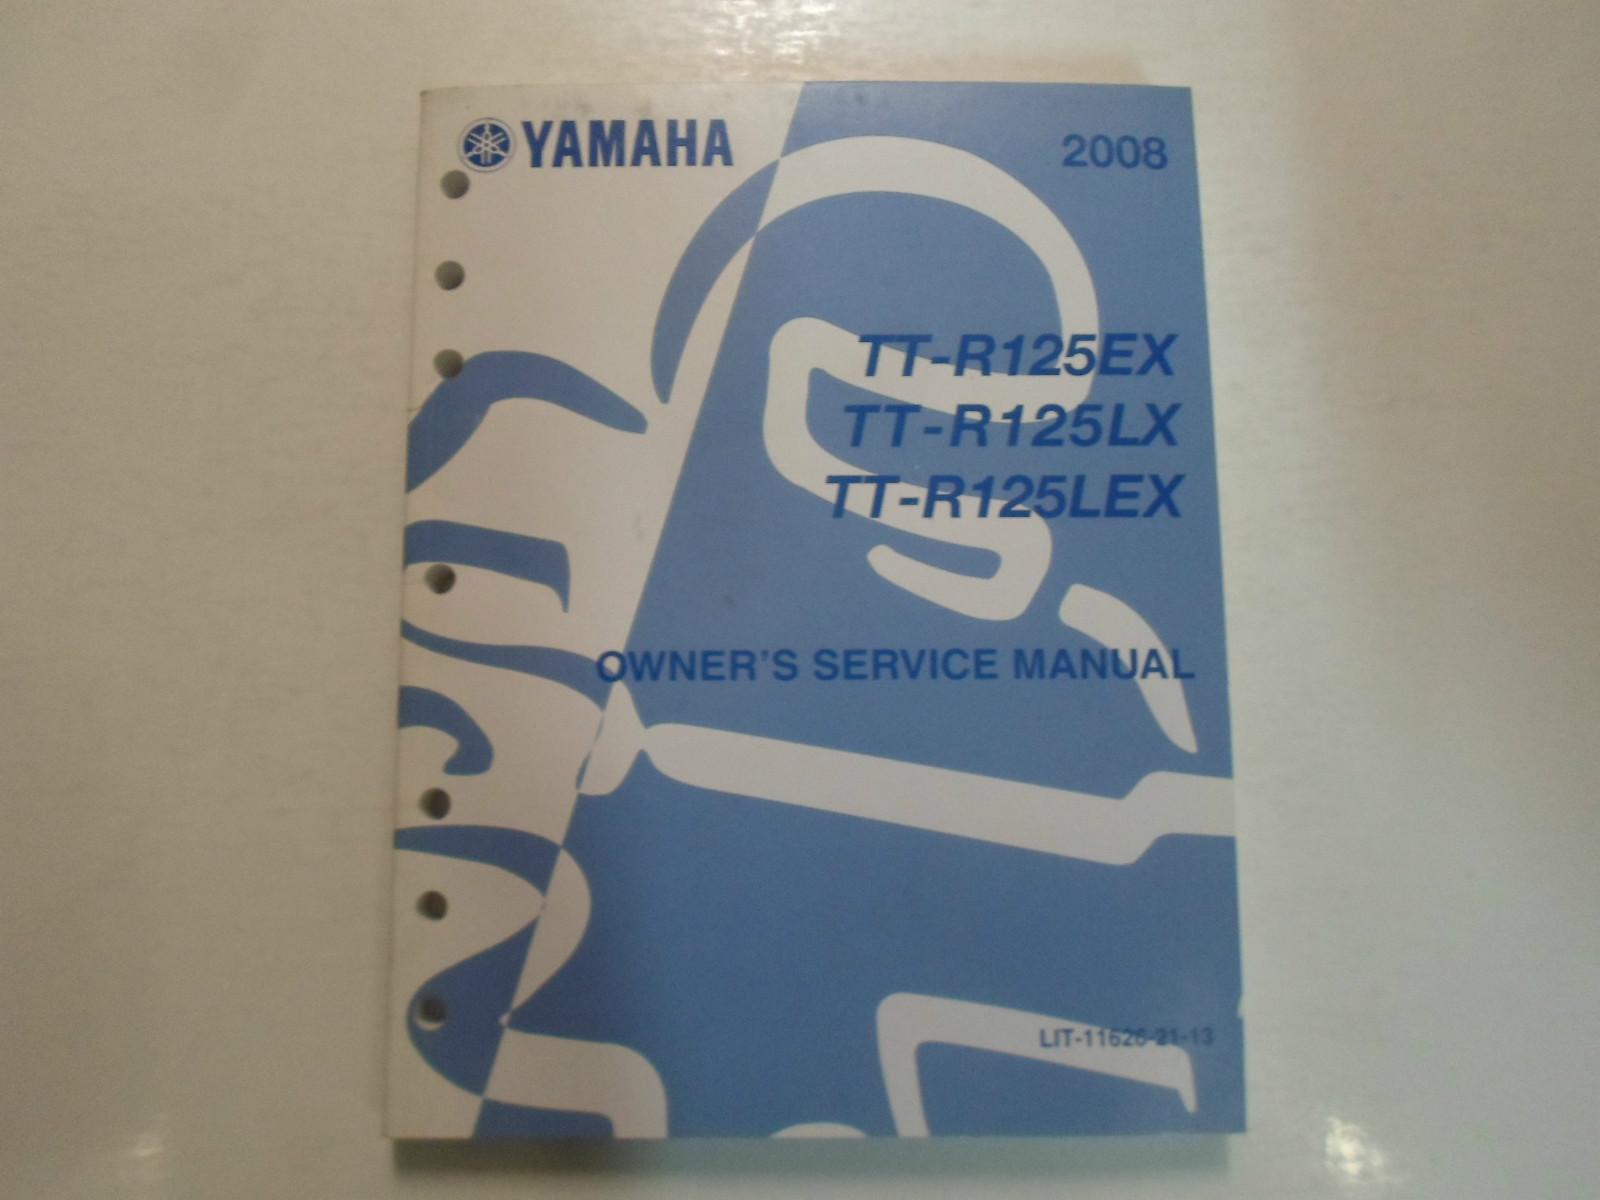 YAMAHA
2008
TT-R125EX
TT-R125LX
TT-R125LEX
OWNER'S SERVICE MANUAL
LIT-11626-21-13